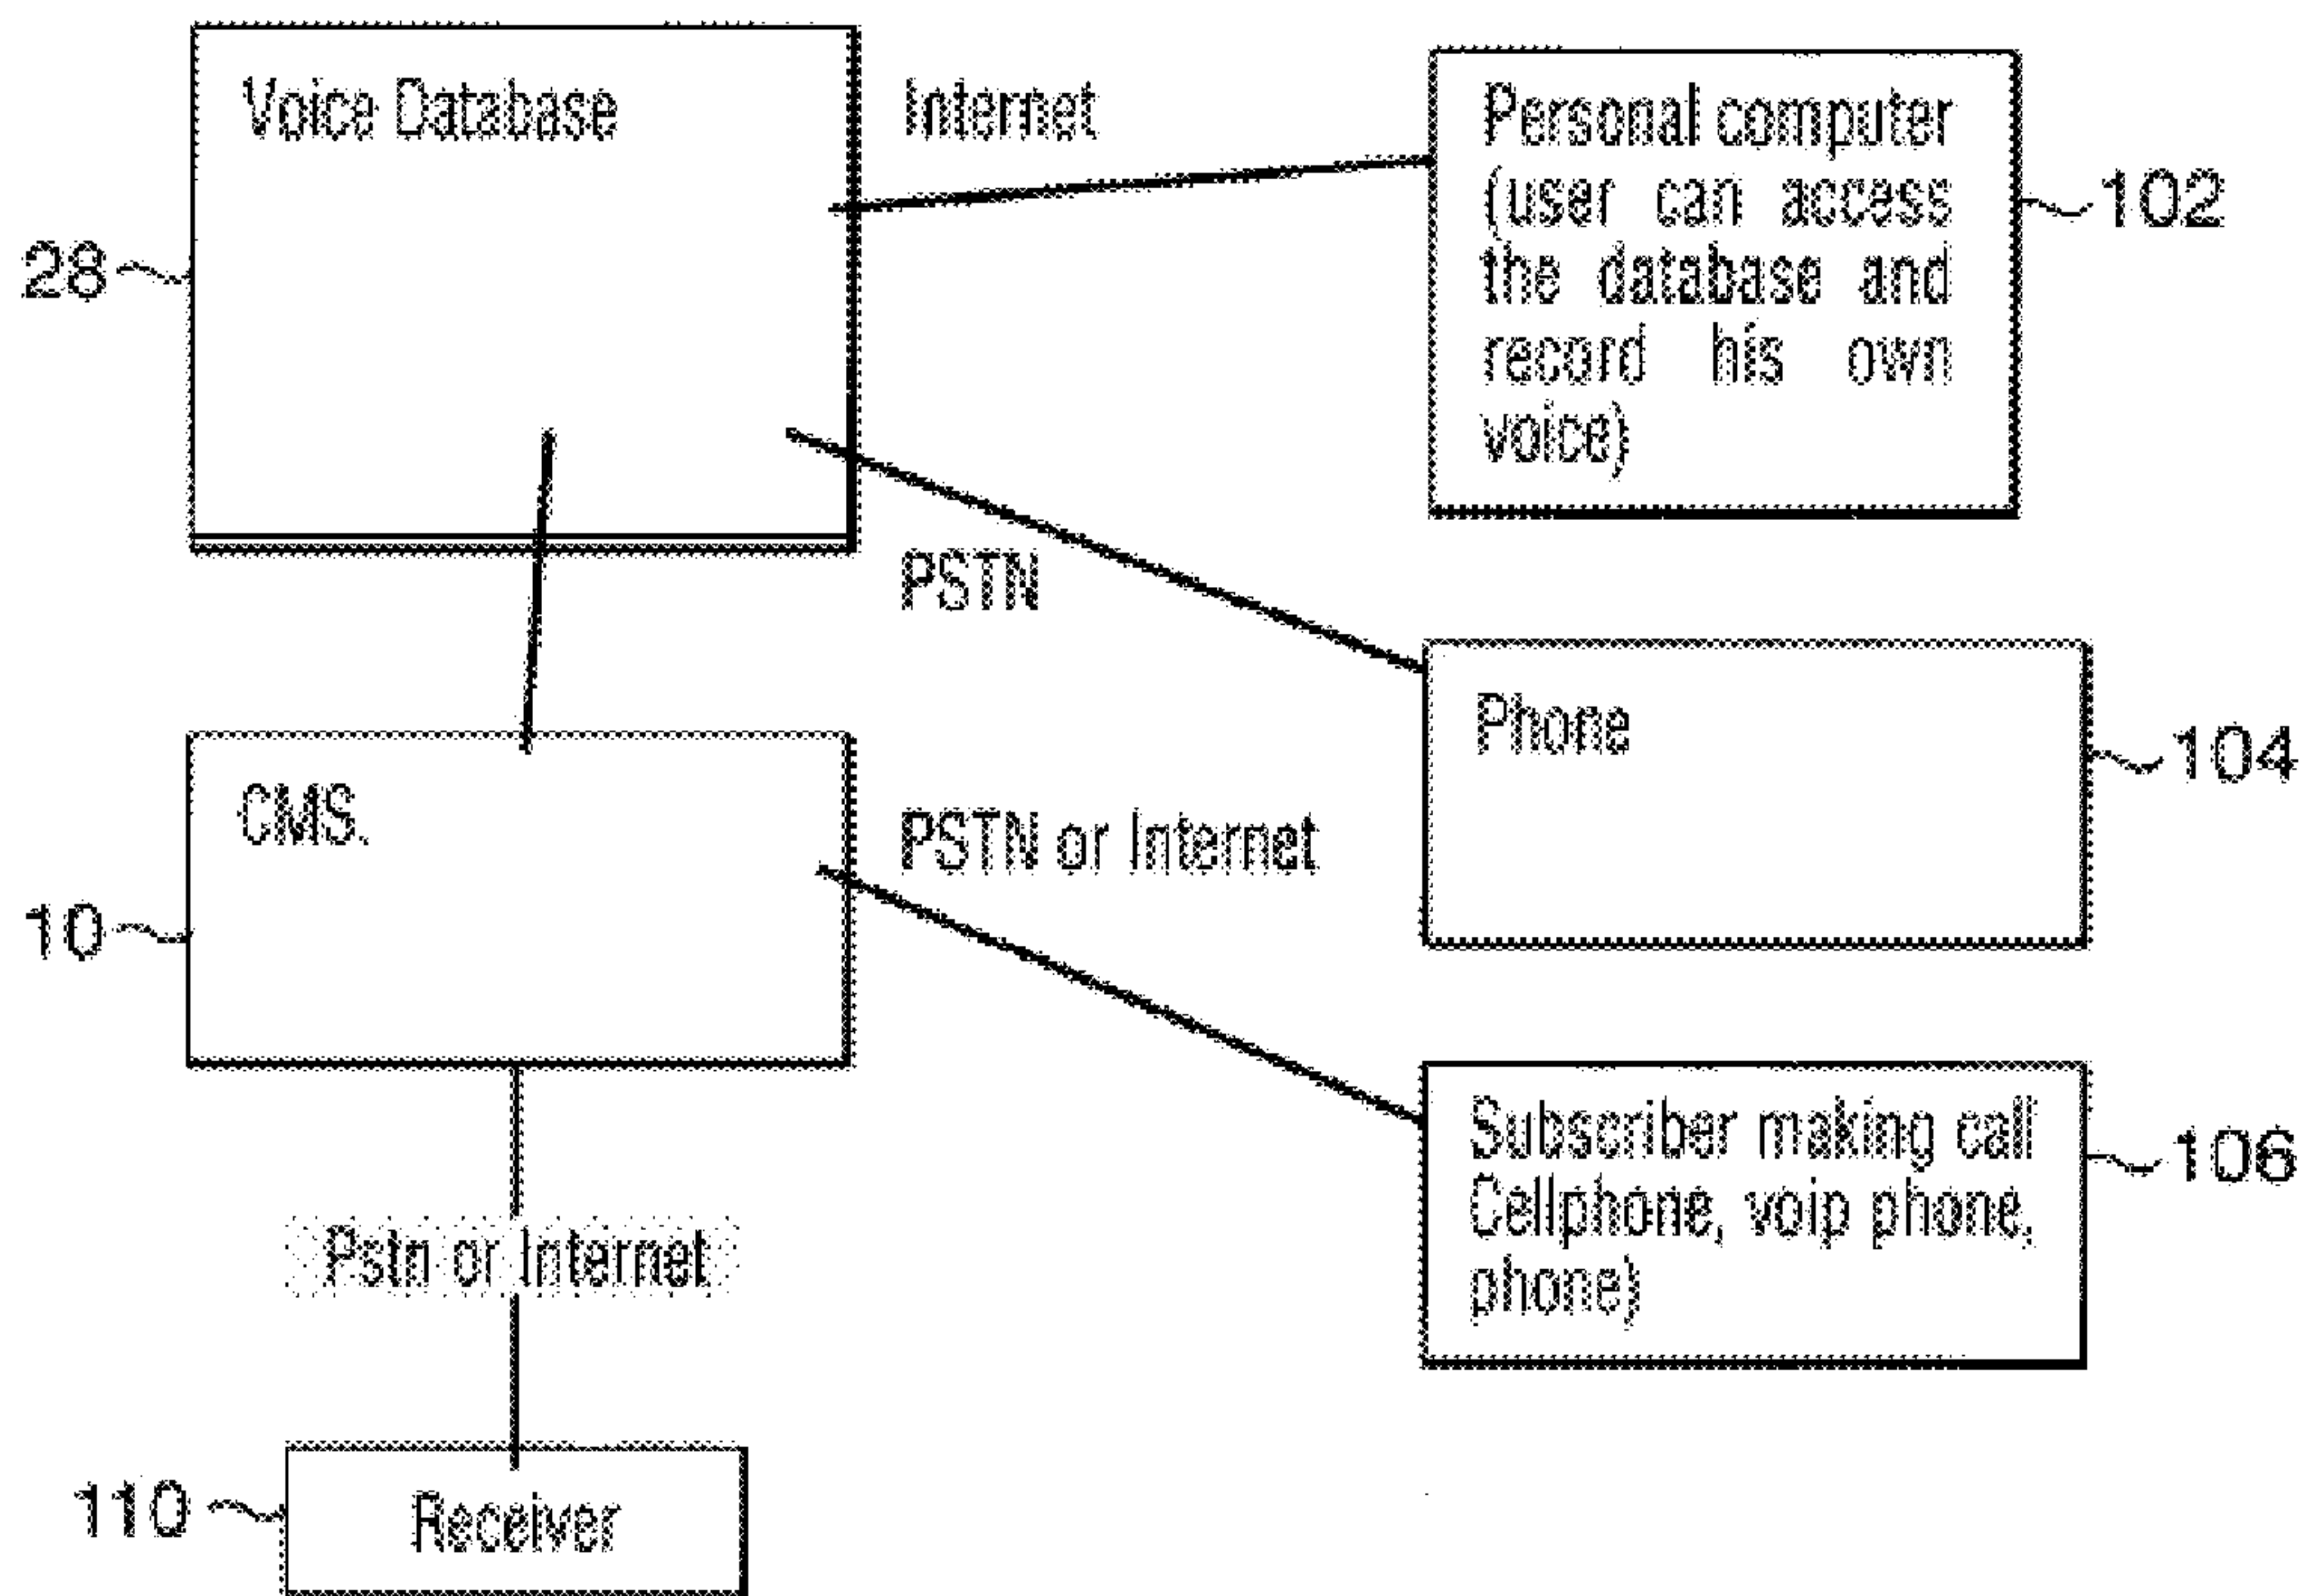 Voice Database
Internet
Personal computer
(user can access
the database and
record his own
voice)
102
28
PSTN
Phone
104
CMS.
PSTN or Internet
10
Subscriber making call
Cellphone, voip phone,
phone)
106
Pstn or Internet
110
Receiver